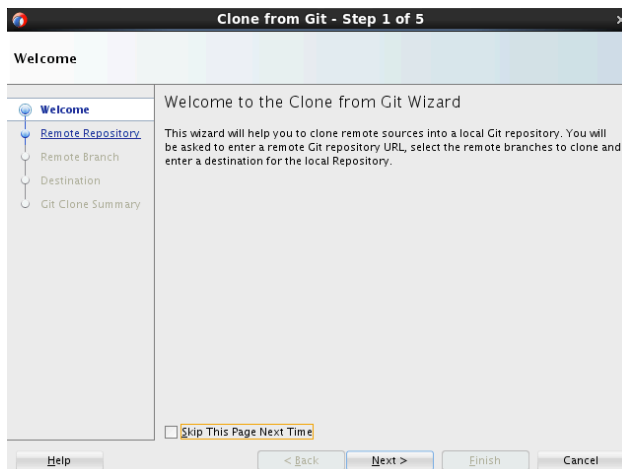 Clone from Git - Step 1 of 5
Welcome
Welcome
Remote Repository
Remote Branch
Destination
Git Clone Summary
Welcome to the Clone from Git Wizard
This wizard will help you to clone remote sources into a local Git repository. You will
be asked to enter a remote Git repository URL, select the remote branches to clone and
enter a destination for the local Repository.
Skip This Page Next Time
Help
< Back
Next >
Finish
Cancel